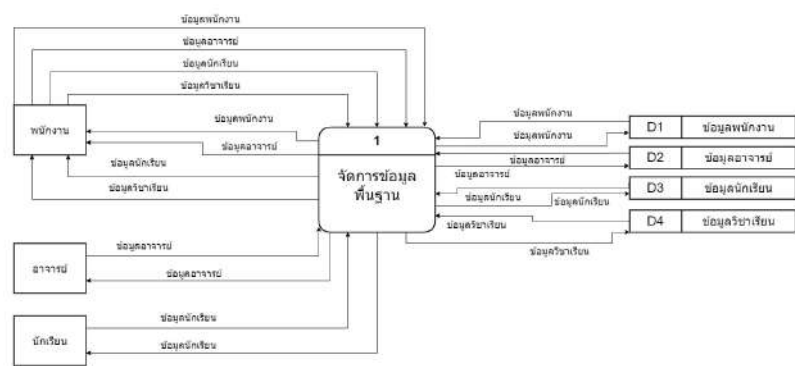 ข้อมูลพนักงาน
ข้อมูลอาจารย์
ข้อมูลนักเรียน
ข้อมูลวิชาเรียน
พนักงาน
ข้อมูลพนักงาน
ข้อมูลอาจารย์
ข้อมูลนักเรียน
ข้อมูลวิชาเรียน
1
จัดการข้อมูล
พื้นฐาน
ข้อมูลพนักงาน
ข้อมูลพนักงาน
D1 ข้อมูลพนักงาน
D2 ข้อมูลอาจารย์
ข้อมูลอาจารย์
ข้อมูลอาจารย์
D3 ข้อมูลนักเรียน
ข้อมูลนักเรียน
ข้อมูลนักเรียน
D4 ข้อมูลวิชาเรียน
ข้อมูลวิชาเรียน
ข้อมูลวิชาเรียน
อาจารย์
ข้อมูลอาจารย์
ข้อมูลอาจารย์
นักเรียน
ข้อมูลนักเรียน
ข้อมูลนักเรียน